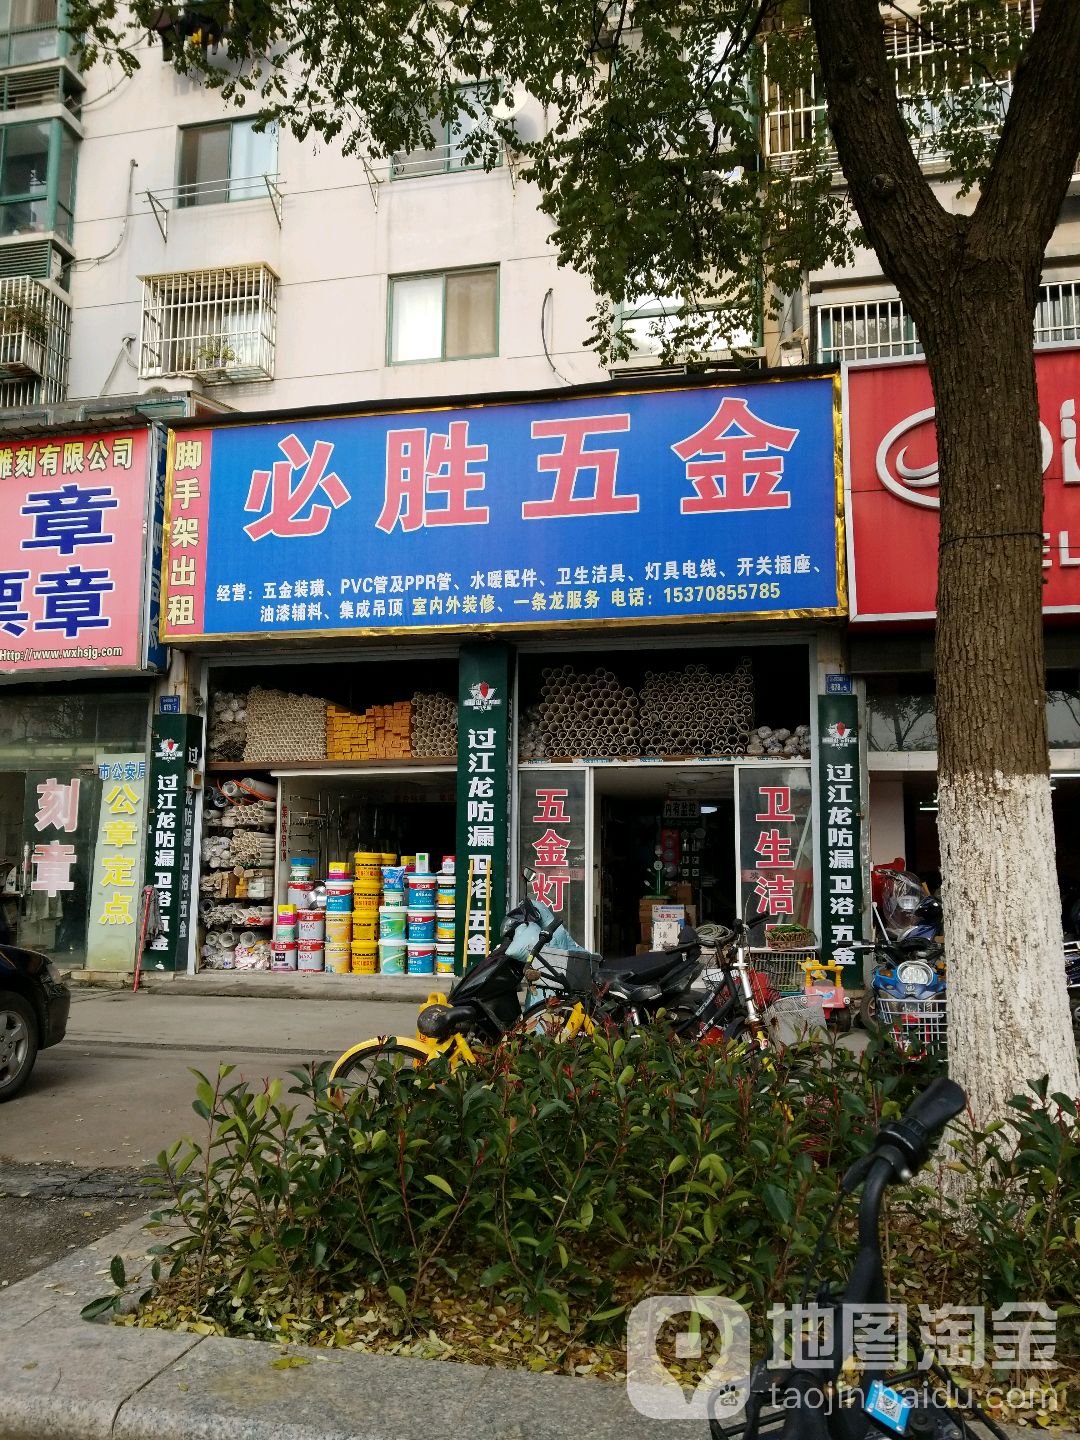 雕刻有限公司
章
票章
Http://www.wxhsjg.com
脚手架出租
必胜五金
经营：五金装璜、PVC管及PPR管、水暖配件、卫生洁具、灯具电线、开关插座、
油漆辅料、集成吊顶 室内外装修、一条龙服务 电话：15370855785
刻章
市公安局
公章定点
过江龙防漏卫浴·五金
过江龙防漏卫浴·五金
五金灯
内有监控
卫生洁
过江龙防漏卫浴·五金
地图淘金
taojin.baidu.com